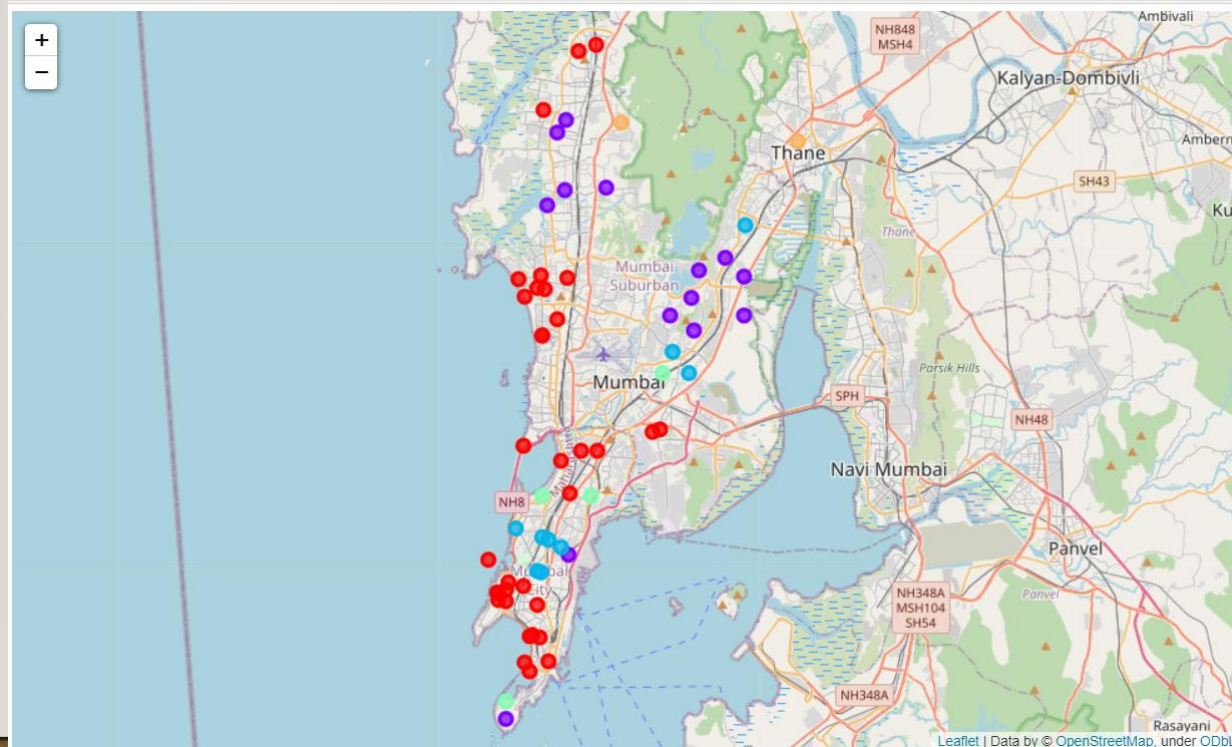 +
−
Ambivali
NH848
MSH4
Kalyan-Dombivli
Thane
Ambern
SH43
Ku
Thane
Mumbai
Suburban
Parsik Hills
Mumbai
SPH
NH48
Navi Mumbai
NH8
Panvel
Mumbai
City
NH348A
MSH104
SH54
Panvel
NH348A
Rasayani
Leaflet | Data by © OpenStreetMap, under ODbL